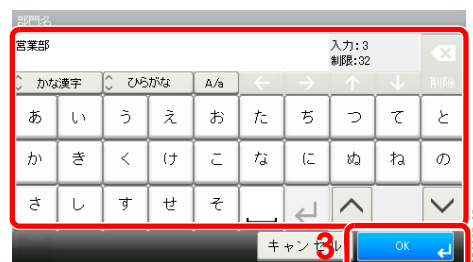 部門名
営業部
入力:3
制限:32
かな漢字 ひらがな A/a ← → ↑ ↓ 削除
あ い う え お た ち つ て と
か き く け こ な に ぬ ね の
さ し す せ そ
キャンセル 3 OK